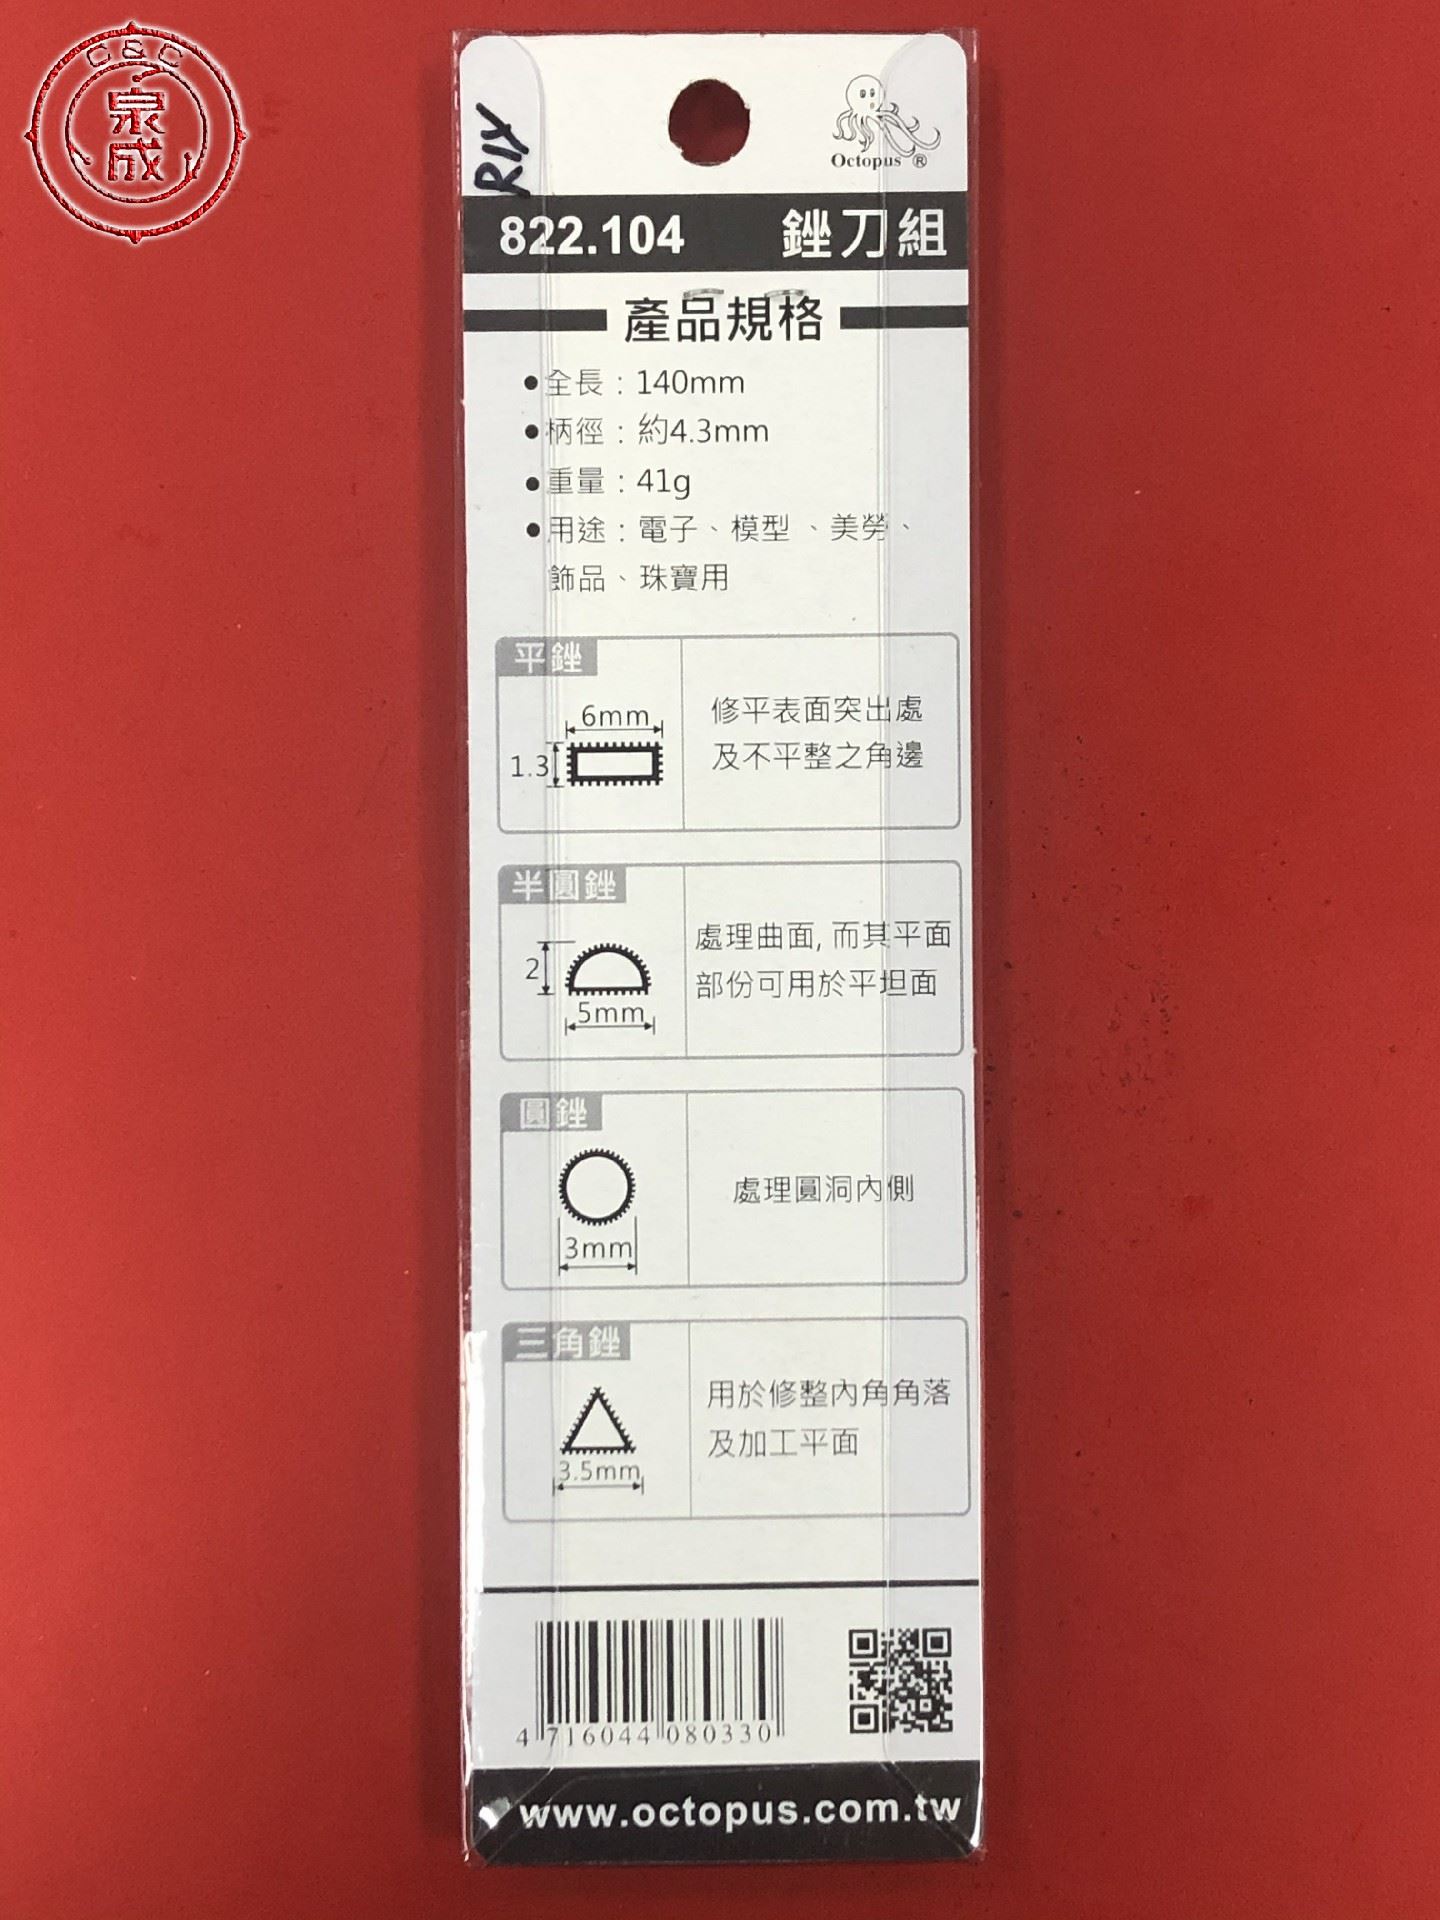 C&C
泉成
RIY
Octopus ®
822.104 銼刀組
產品規格
●全長：140mm
●柄徑：約4.3mm
●重量：41g
●用途：電子、模型、美勞、
飾品、珠寶用
平銼
6mm
1.3
修平表面突出處
及不平整之角邊
半圓銼
2
5mm
處理曲面,而其平面
部份可用於平坦面
圓銼
3mm
處理圓洞內側
三角銼
3.5mm
用於修整內角角落
及加工平面
4 716044 080330
www.octopus.com.tw